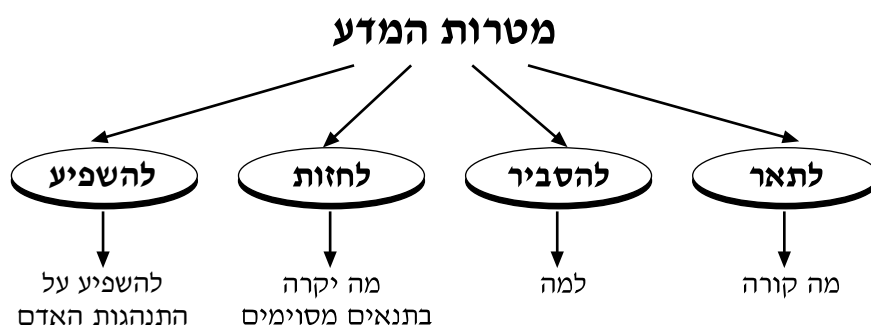 מטרות המדע
לתאר
להסביר
לחזות
להשפיע
מה קורה
למה
מה יקרה
בתנאים מסוימים
להשפיע על
התנהגות האדם